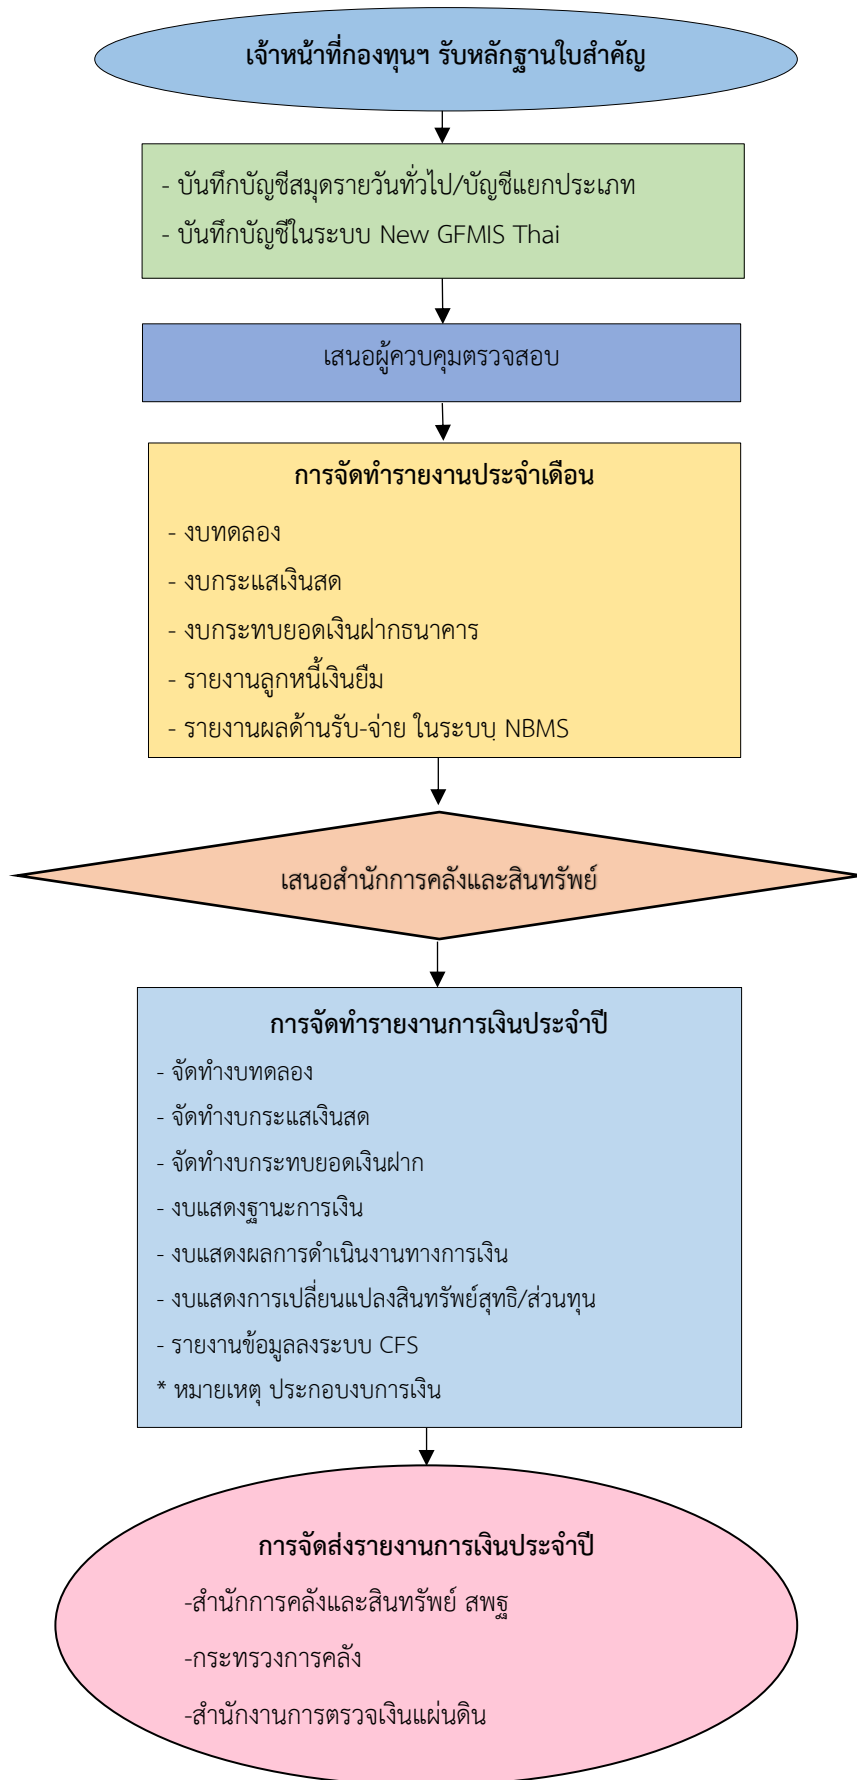 เจ้าหน้าที่กองทุนฯ รับหลักฐานใบสำคัญ
- บันทึกบัญชีสมุดรายวันทั่วไป/บัญชีแยกประเภท
- บันทึกบัญชีในระบบ New GFMIS Thai
เสนอผู้ควบคุมตรวจสอบ
การจัดทำรายงานประจำเดือน
- งบทดลอง
- งบกระแสเงินสด
- งบกระทบยอดเงินฝากธนาคาร
- รายงานลูกหนี้เงินยืม
- รายงานผลด้านรับ-จ่าย ในระบบฺ NBMS
เสนอสำนักการคลังและสินทรัพย์
การจัดทำรายงานการเงินประจำปี
- จัดทำงบทดลอง
- จัดทำงบกระแสเงินสด
- จัดทำงบกระทบยอดเงินฝาก
- งบแสดงฐานะการเงิน
- งบแสดงผลการดำเนินงานทางการเงิน
- งบแสดงการเปลี่ยนแปลงสินทรัพย์สุทธิ/ส่วนทุน
- รายงานข้อมูลลงระบบ CFS
* หมายเหตุ ประกอบงบการเงิน
การจัดส่งรายงานการเงินประจำปี
-สำนักการคลังและสินทรัพย์ สพฐ
-กระทรวงการคลัง
-สำนักงานการตรวจเงินแผ่นดิน